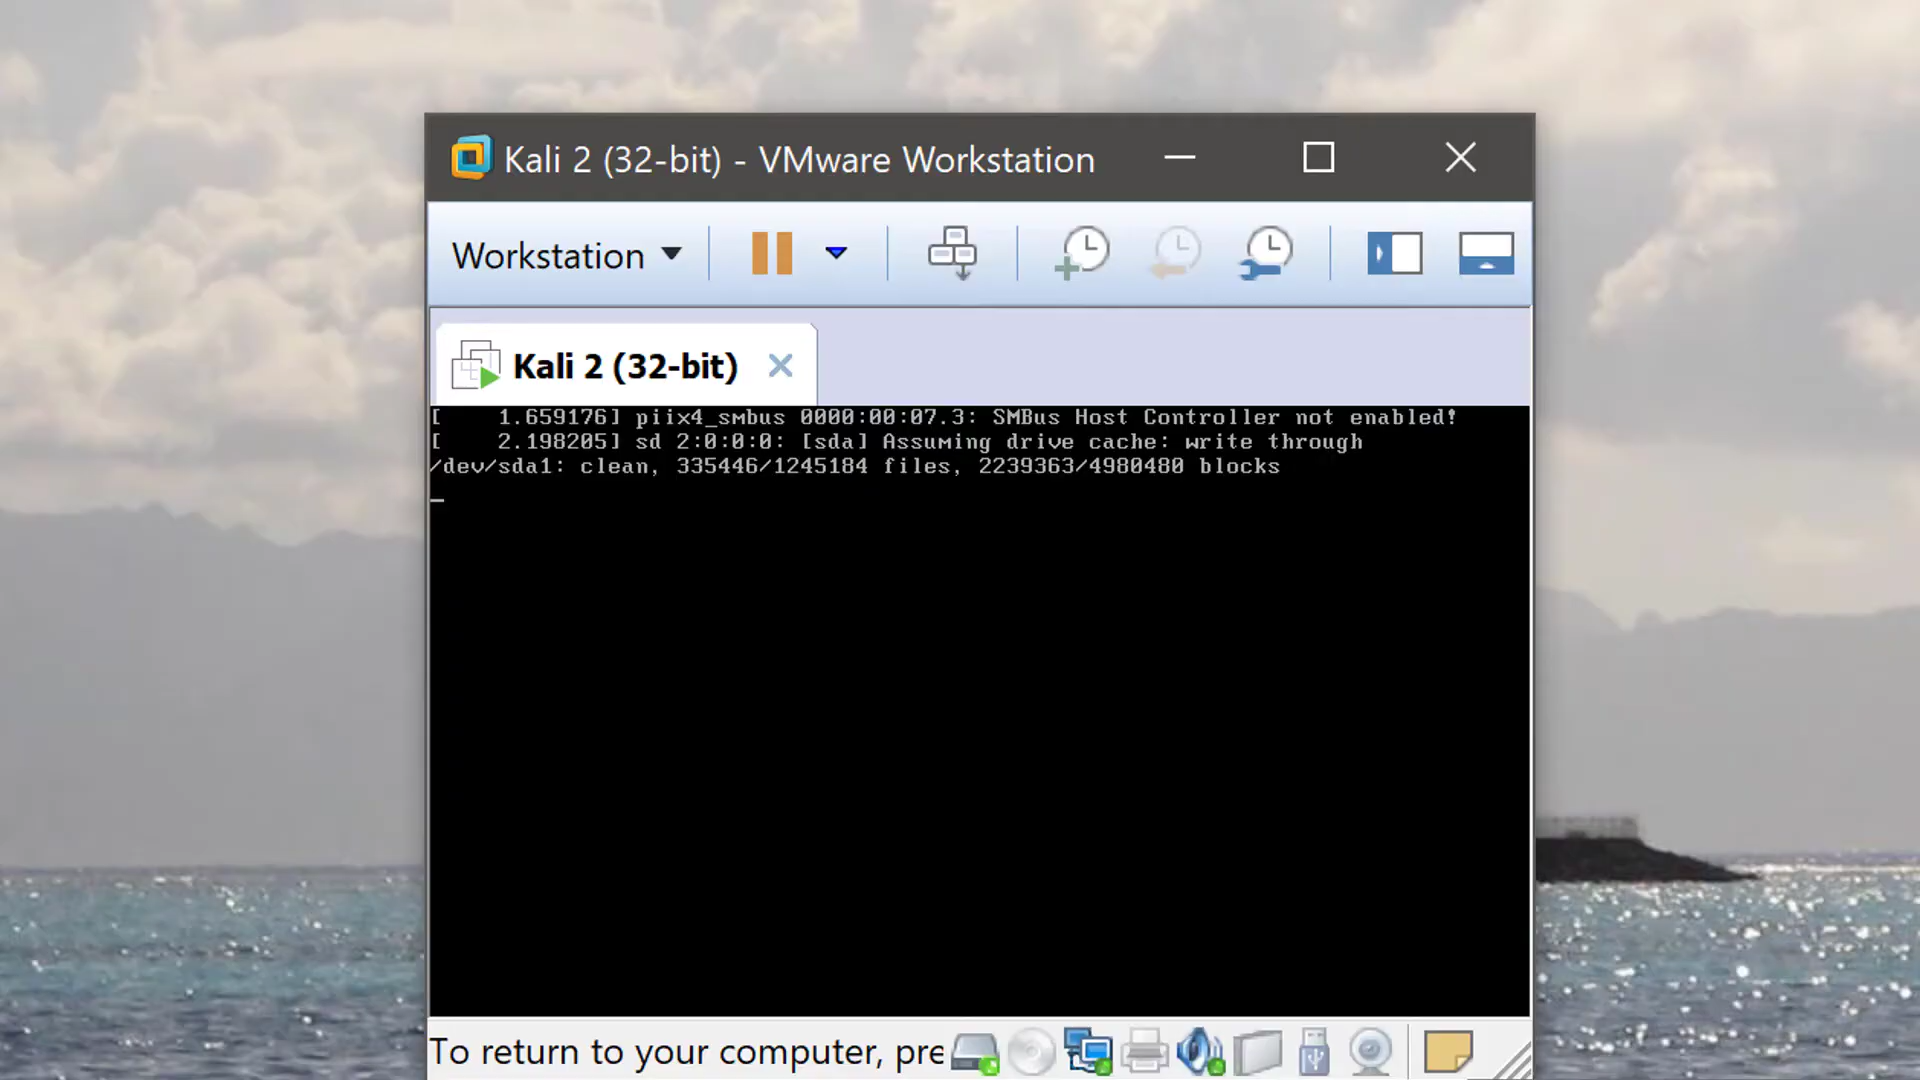 Kali 2 (32-bit) - VMware Workstation
Workstation
Kali 2 (32-bit)
[    1.659176] piix4_smbus 0000:00:07.3: SMBus Host Controller not enabled!
[    2.198205] sd 2:0:0:0: [sda] Assuming drive cache: write through
/dev/sda1: clean, 335446/1245184 files, 2239363/4980480 blocks
To return to your computer, pre